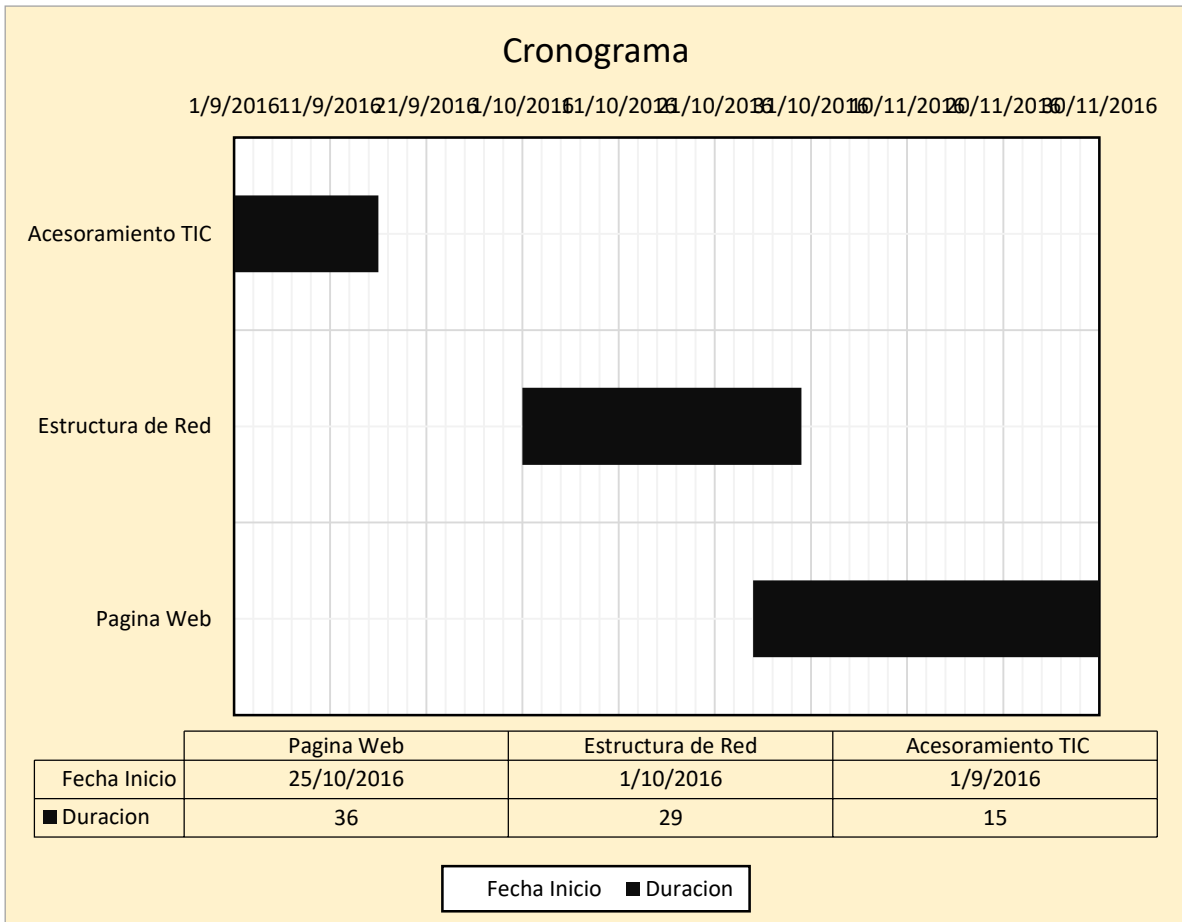 Cronograma
1/9/2016 11/9/2016 21/9/2016 1/10/2016 11/10/2016 21/10/2016 31/10/2016 10/11/2016 20/11/2016 30/11/2016
Acesoramiento TIC
Estructura de Red
Pagina Web
Pagina Web Estructura de Red Acesoramiento TIC
Fecha Inicio 25/10/2016 1/10/2016 1/9/2016
Duracion 36 29 15
Fecha Inicio Duracion